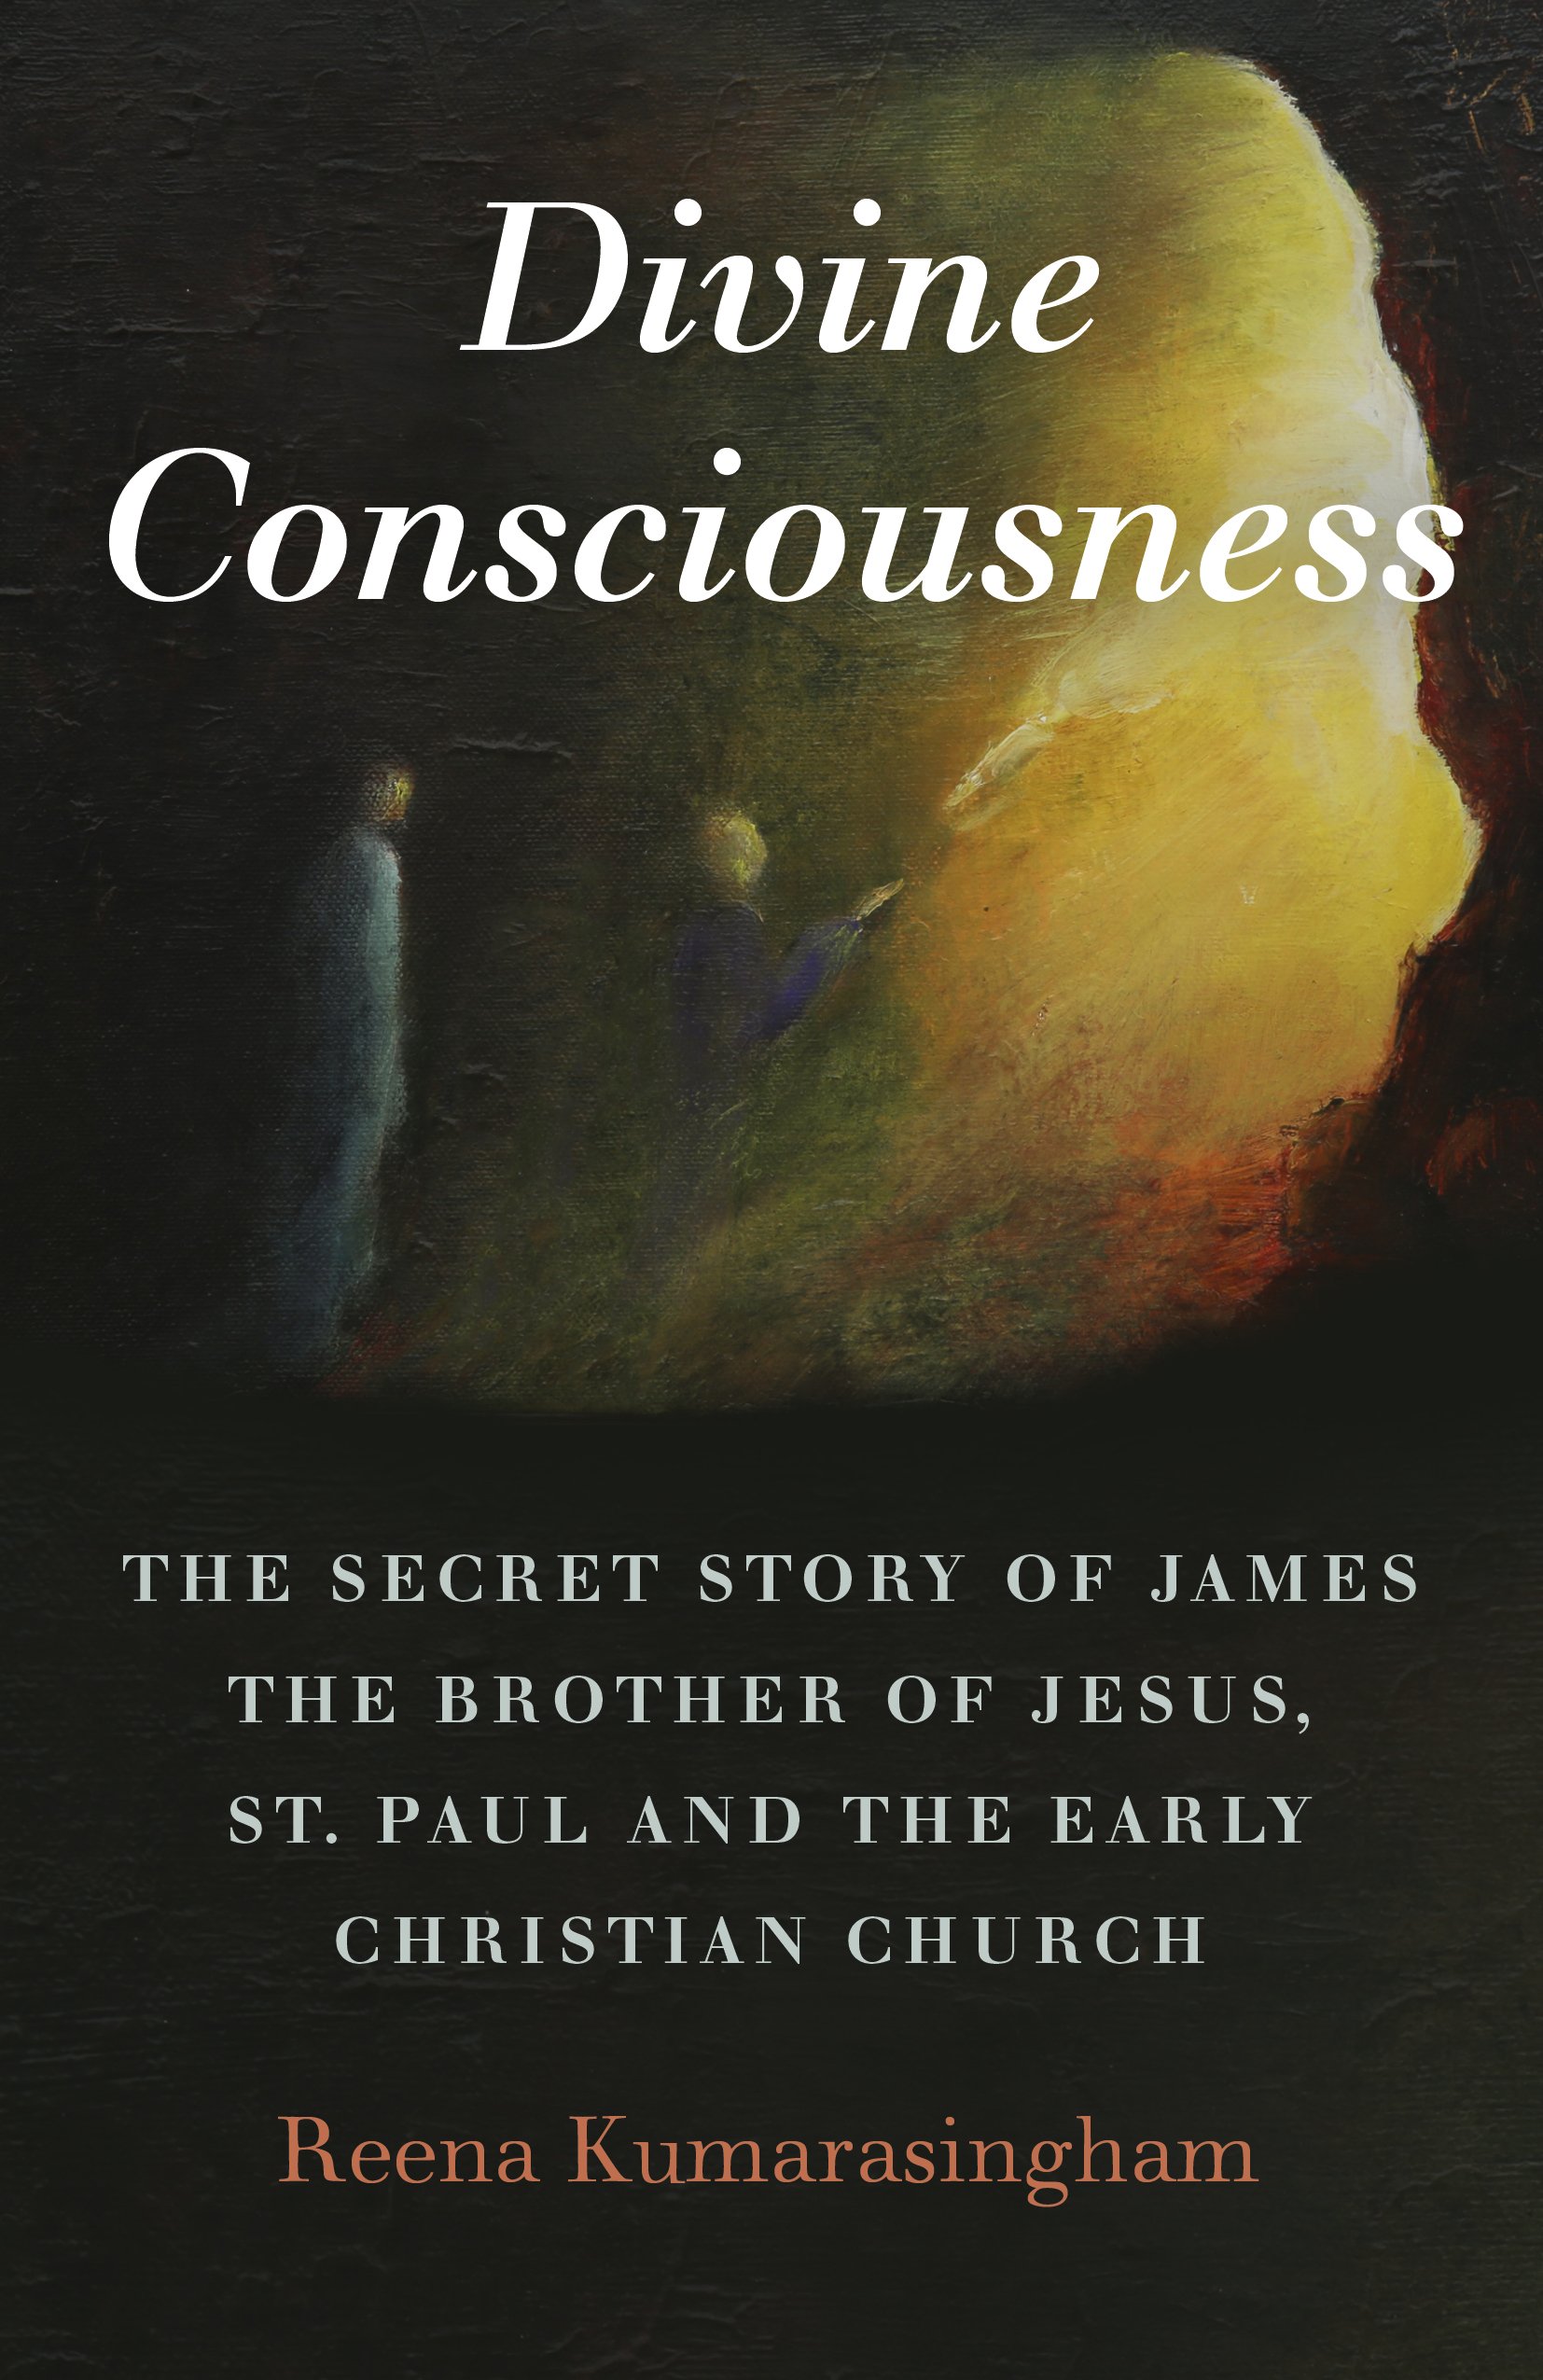 Divine
Consciousness
THE SECRET STORY OF JAMES
THE BROTHER OF JESUS,
ST. PAUL AND THE EARLY
CHRISTIAN CHURCH
Reena Kumarasingham